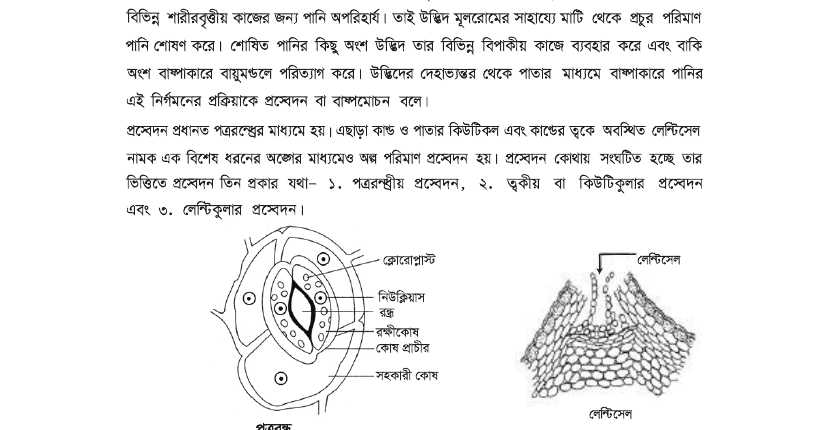 বিভিন্ন শারীরবৃত্তীয় কাজের জন্য পানি অপরিহার্য। তাই উদ্ভিদ মূলরোমের সাহায্যে মাটি থেকে প্রচুর পরিমাণ
পানি শোষণ করে। শোষিত পানির কিছু অংশ উদ্ভিদ তার বিভিন্ন বিপাকীয় কাজে ব্যবহার করে এবং বাকি
অংশ বাষ্পাকারে বায়ুমণ্ডলে পরিত্যাগ করে। উদ্ভিদের দেহাভ্যন্তর থেকে পাতার মাধ্যমে বাষ্পাকারে পানির
এই নির্গমনের প্রক্রিয়াকে প্রস্বেদন বা বাষ্পমোচন বলে।
প্রস্বেদন প্রধানত পত্ররন্ধ্রের মাধ্যমে হয়। এছাড়া কান্ড ও পাতার কিউটিকল এবং কান্ডের ত্বকে অবস্থিত লেন্টিসেল
নামক এক বিশেষ ধরনের অঙ্গের মাধ্যমেও অল্প পরিমাণ প্রস্বেদন হয়। প্রস্বেদন কোথায় সংঘটিত হচ্ছে তার
ভিত্তিতে প্রস্বেদন তিন প্রকার যথা– ১. পত্ররন্ধ্রীয় প্রস্বেদন, ২. ত্বকীয় বা কিউটিকুলার প্রস্বেদন
এবং ৩. লেন্টিকুলার প্রস্বেদন।
ক্লোরোপ্লাস্ট
নিউক্লিয়াস
রন্ধ্র
রক্ষীকোষ
কোষ প্রাচীর
সহকারী কোষ
পত্ররন্ধ্র
লেন্টিসেল
লেন্টিসেল